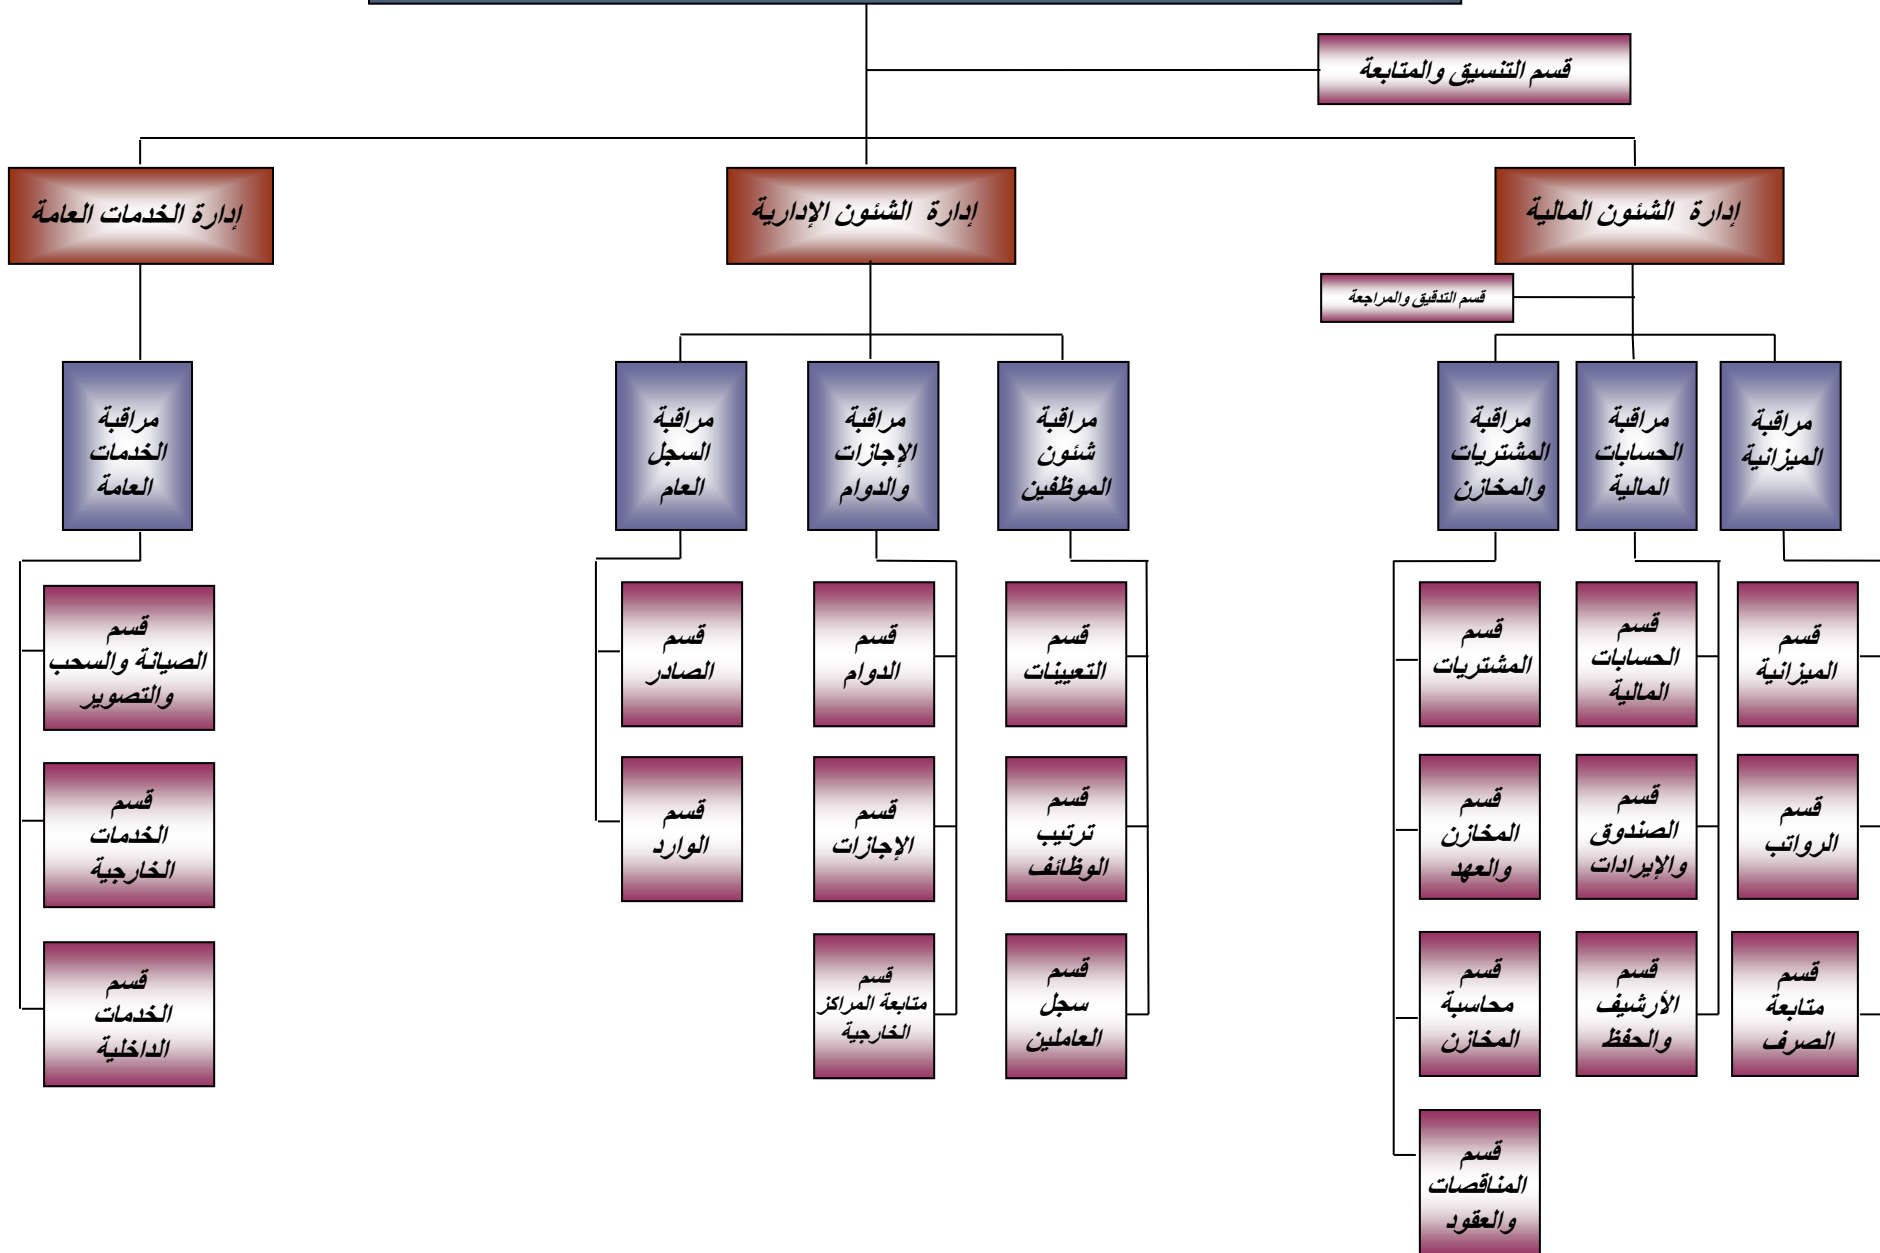 قسم التنسيق والمتابعة
إدارة الشئون المالية
إدارة الشئون الإدارية
إدارة الخدمات العامة
قسم التدقيق والمراجعة
مراقبة
الميزانية
مراقبة
الحسابات
المالية
مراقبة
المشتريات
والمخازن
مراقبة
شئون
الموظفين
مراقبة
الإجازات
والدوام
مراقبة
السجل
العام
مراقبة
الخدمات
العامة
قسم
الميزانية
قسم
الحسابات
المالية
قسم
المشتريات
قسم
التعيينات
قسم
الدوام
قسم
الصادر
قسم
الصيانة والسحب
والتصوير
قسم
الرواتب
قسم
الصندوق
والإيرادات
قسم
المخازن
والعهد
قسم
ترتيب
الوظائف
قسم
الإجازات
قسم
الوارد
قسم
الخدمات
الخارجية
قسم
متابعة
الصرف
قسم
الأرشيف
والحفظ
قسم
محاسبة
المخازن
قسم
سجل
العاملين
قسم
متابعة المراكز
الخارجية
قسم
الخدمات
الداخلية
قسم
المناقصات
والعقود